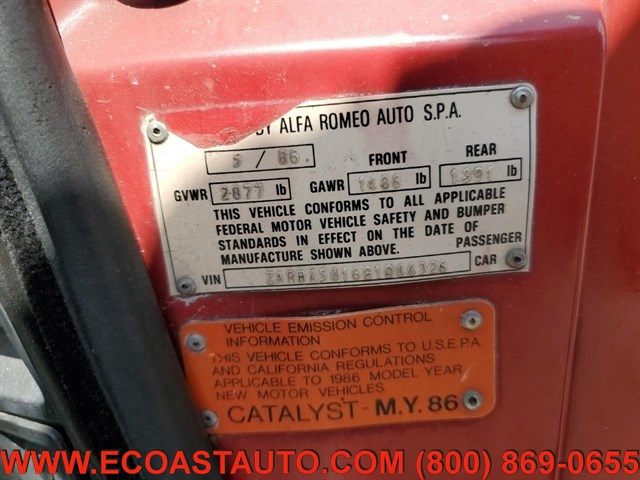 BY ALFA ROMEO AUTO S.P.A.
5 / 86. FRONT REAR
GVWR 2877 lb GAWR lb lb
THIS VEHICLE CONFORMS TO ALL APPLICABLE
FEDERAL MOTOR VEHICLE SAFETY AND BUMPER
STANDARDS IN EFFECT ON THE DATE OF
MANUFACTURE SHOWN ABOVE. PASSENGER
VIN CAR
VEHICLE EMISSION CONTROL
INFORMATION
THIS VEHICLE CONFORMS TO U.S.E.P.A.
AND CALIFORNIA REGULATIONS
APPLICABLE TO 1986 MODEL YEAR
NEW MOTOR VEHICLES.
CATALYST - M.Y. 86
WWW.ECOASTAUTO.COM (800) 869-0655